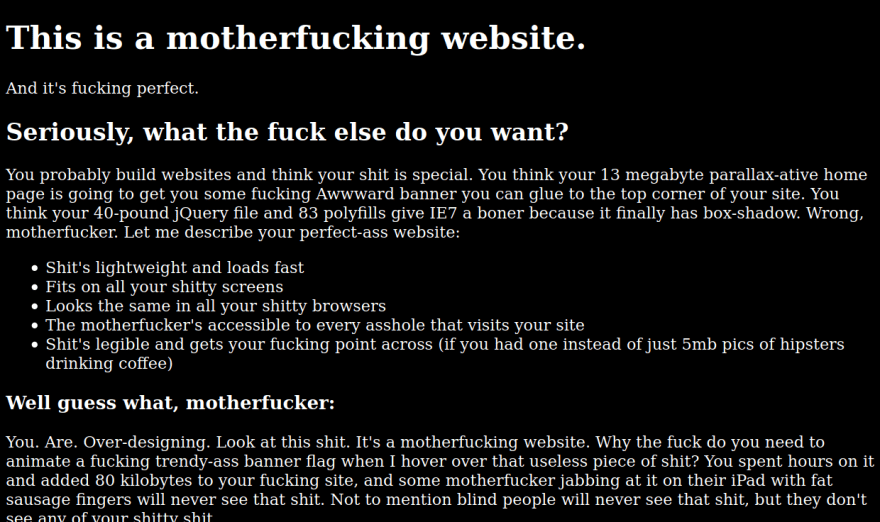 This is a motherfucking website.
And it's fucking perfect.
Seriously, what the fuck else do you want?
You probably build websites and think your shit is special. You think your 13 megabyte parallax-ative home
page is going to get you some fucking Awwward banner you can glue to the top corner of your site. You
think your 40-pound jQuery file and 83 polyfills give IE7 a boner because it finally has box-shadow. Wrong,
motherfucker. Let me describe your perfect-ass website:
• Shit's lightweight and loads fast
• Fits on all your shitty screens
• Looks the same in all your shitty browsers
• The motherfucker's accessible to every asshole that visits your site
• Shit's legible and gets your fucking point across (if you had one instead of just 5mb pics of hipsters
drinking coffee)
Well guess what, motherfucker:
You. Are. Over-designing. Look at this shit. It's a motherfucking website. Why the fuck do you need to
animate a fucking trendy-ass banner flag when I hover over that useless piece of shit? You spent hours on it
and added 80 kilobytes to your fucking site, and some motherfucker jabbing at it on their iPad with fat
sausage fingers will never see that shit. Not to mention blind people will never see that shit, but they don't
see any of your shitty shit